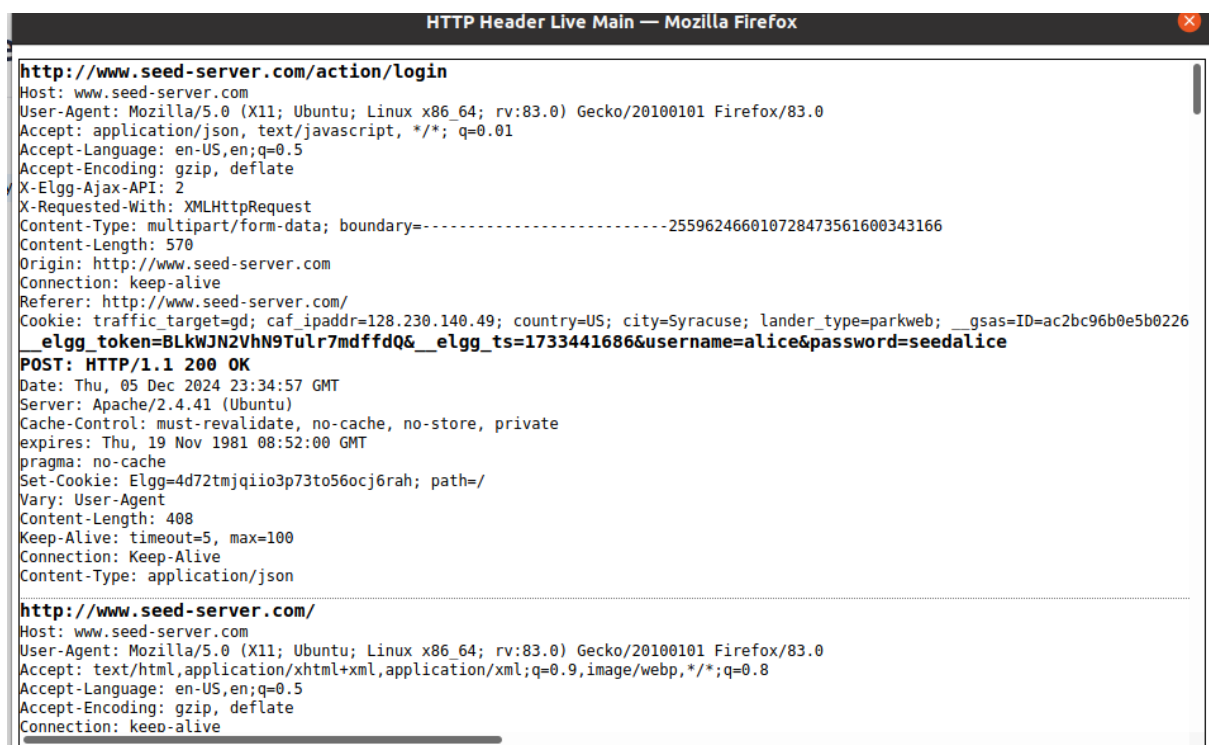 HTTP Header Live Main — Mozilla Firefox
http://www.seed-server.com/action/login
Host: www.seed-server.com
User-Agent: Mozilla/5.0 (X11; Ubuntu; Linux x86_64; rv:83.0) Gecko/20100101 Firefox/83.0
Accept: application/json, text/javascript, */*; q=0.01
Accept-Language: en-US,en;q=0.5
Accept-Encoding: gzip, deflate
X-Elgg-Ajax-API: 2
X-Requested-With: XMLHttpRequest
Content-Type: multipart/form-data; boundary=---------------------------255962466010728473561600343166
Content-Length: 570
Origin: http://www.seed-server.com
Connection: keep-alive
Referer: http://www.seed-server.com/
Cookie: traffic_target=gd; caf_ipaddr=128.230.140.49; country=US; city=Syracuse; lander_type=parkweb; __gsas=ID=ac2bc96b0e5b0226
__elgg_token=BLkWJN2VhN9Tulr7mdffdQ&__elgg_ts=1733441686&username=alice&password=seedalice
POST: HTTP/1.1 200 OK
Date: Thu, 05 Dec 2024 23:34:57 GMT
Server: Apache/2.4.41 (Ubuntu)
Cache-Control: must-revalidate, no-cache, no-store, private
expires: Thu, 19 Nov 1981 08:52:00 GMT
pragma: no-cache
Set-Cookie: Elgg=4d72tmjqiio3p73to56ocj6rah; path=/
Vary: User-Agent
Content-Length: 408
Keep-Alive: timeout=5, max=100
Connection: Keep-Alive
Content-Type: application/json
http://www.seed-server.com/
Host: www.seed-server.com
User-Agent: Mozilla/5.0 (X11; Ubuntu; Linux x86_64; rv:83.0) Gecko/20100101 Firefox/83.0
Accept: text/html,application/xhtml+xml,application/xml;q=0.9,image/webp,*/*;q=0.8
Accept-Language: en-US,en;q=0.5
Accept-Encoding: gzip, deflate
Connection: keep-alive